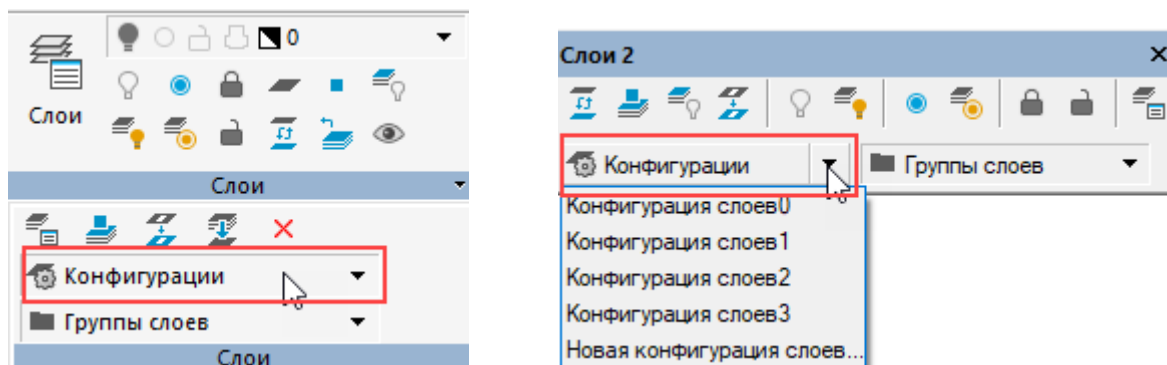 0
Слои
Слои
Конфигурации
Группы слоев
Слои
Слои 2
Конфигурации
Группы слоев
Конфигурация слоев0
Конфигурация слоев1
Конфигурация слоев2
Конфигурация слоев3
Новая конфигурация слоев...